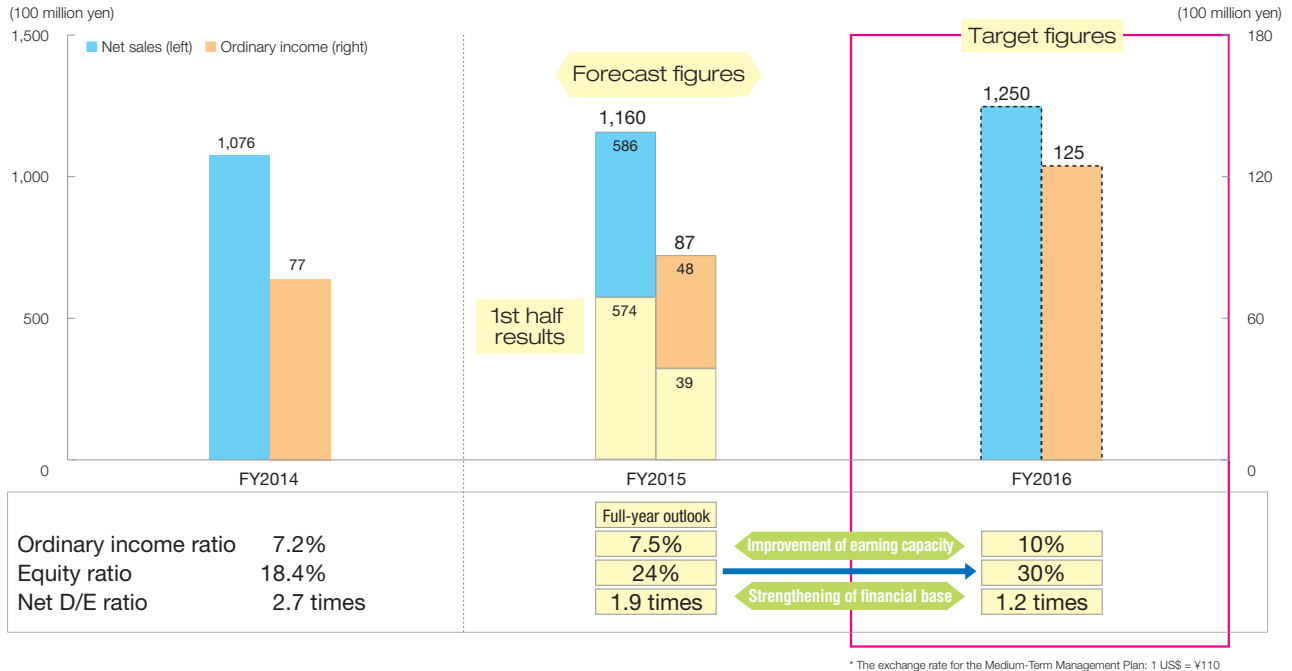 (100 million yen)
(100 million yen)
1,500
180
Net sales (left)
Ordinary income (right)
Target figures
Forecast figures
1,250
1,160
1,076
586
125
1,000
120
87
77
48
574
1st half
results
500
60
39
0
0
FY2014
FY2015
FY2016
Full-year outlook
Ordinary income ratio 7.2%
7.5%
Improvement of earning capacity
10%
Equity ratio 18.4%
24%
30%
Net D/E ratio 2.7 times
1.9 times
Strengthening of financial base
1.2 times
* The exchange rate for the Medium-Term Management Plan: 1 US$ = ¥110